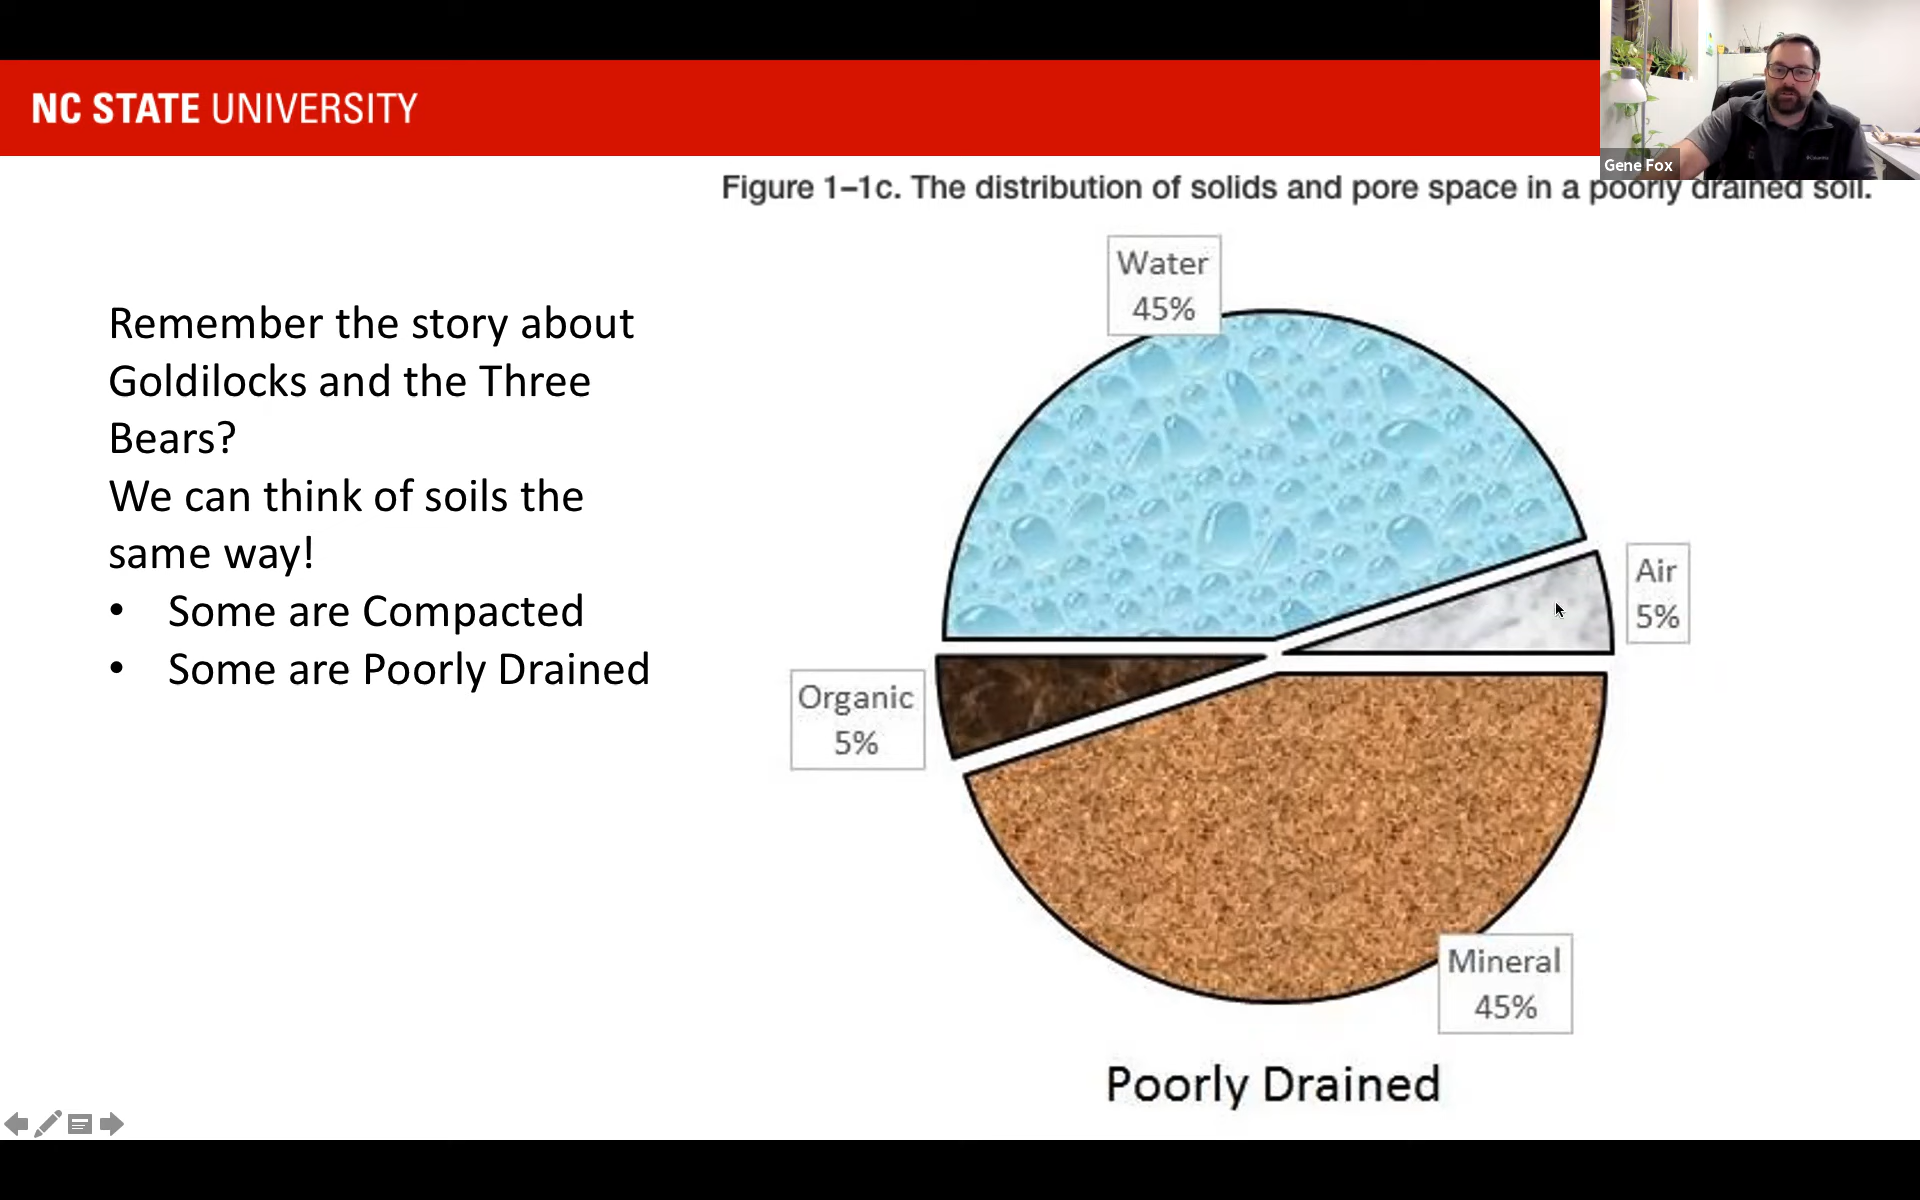 NC STATE UNIVERSITY
Gene Fox
Figure 1–1c. The distribution of solids and pore space in a poorly drained soil.
Remember the story about
Goldilocks and the Three
Bears?
We can think of soils the
same way!
• Some are Compacted
• Some are Poorly Drained
Water
45%
Air
5%
Organic
5%
Mineral
45%
Poorly Drained